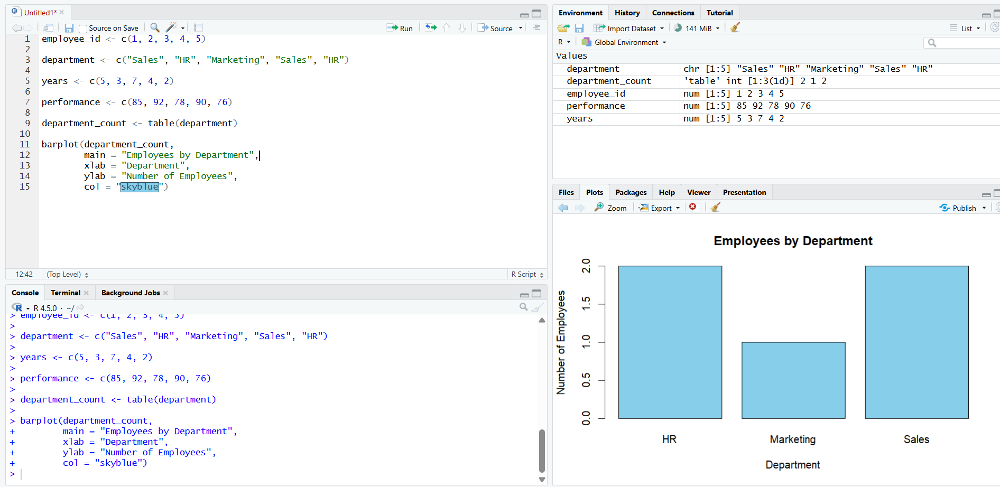 Untitled1*
Source on Save
Run
Source
1 employee_id <- c(1, 2, 3, 4, 5)
2
3 department <- c("Sales", "HR", "Marketing", "Sales", "HR")
4
5 years <- c(5, 3, 7, 4, 2)
6
7 performance <- c(85, 92, 78, 90, 76)
8
9 department_count <- table(department)
10
11 barplot(department_count,
12         main = "Employees by Department",
13         xlab = "Department",
14         ylab = "Number of Employees",
15         col = "skyblue")
12:42 (Top Level) R Script
Console Terminal Background Jobs
R 4.5.0 · ~/
> employee_id <- c(1, 2, 3, 4, 5)
>
> department <- c("Sales", "HR", "Marketing", "Sales", "HR")
>
> years <- c(5, 3, 7, 4, 2)
>
> performance <- c(85, 92, 78, 90, 76)
>
> department_count <- table(department)
>
> barplot(department_count,
+         main = "Employees by Department",
+         xlab = "Department",
+         ylab = "Number of Employees",
+         col = "skyblue")
>
Environment History Connections Tutorial
Import Dataset 141 MiB List
R Global Environment
Values
department chr [1:5] "Sales" "HR" "Marketing" "Sales" "HR"
department_count 'table' int [1:3(1d)] 2 1 2
employee_id num [1:5] 1 2 3 4 5
performance num [1:5] 85 92 78 90 76
years num [1:5] 5 3 7 4 2
Files Plots Packages Help Viewer Presentation
Zoom Export Publish
Employees by Department
Number of Employees
2.0
1.5
1.0
0.5
0.0
HR Marketing Sales
Department